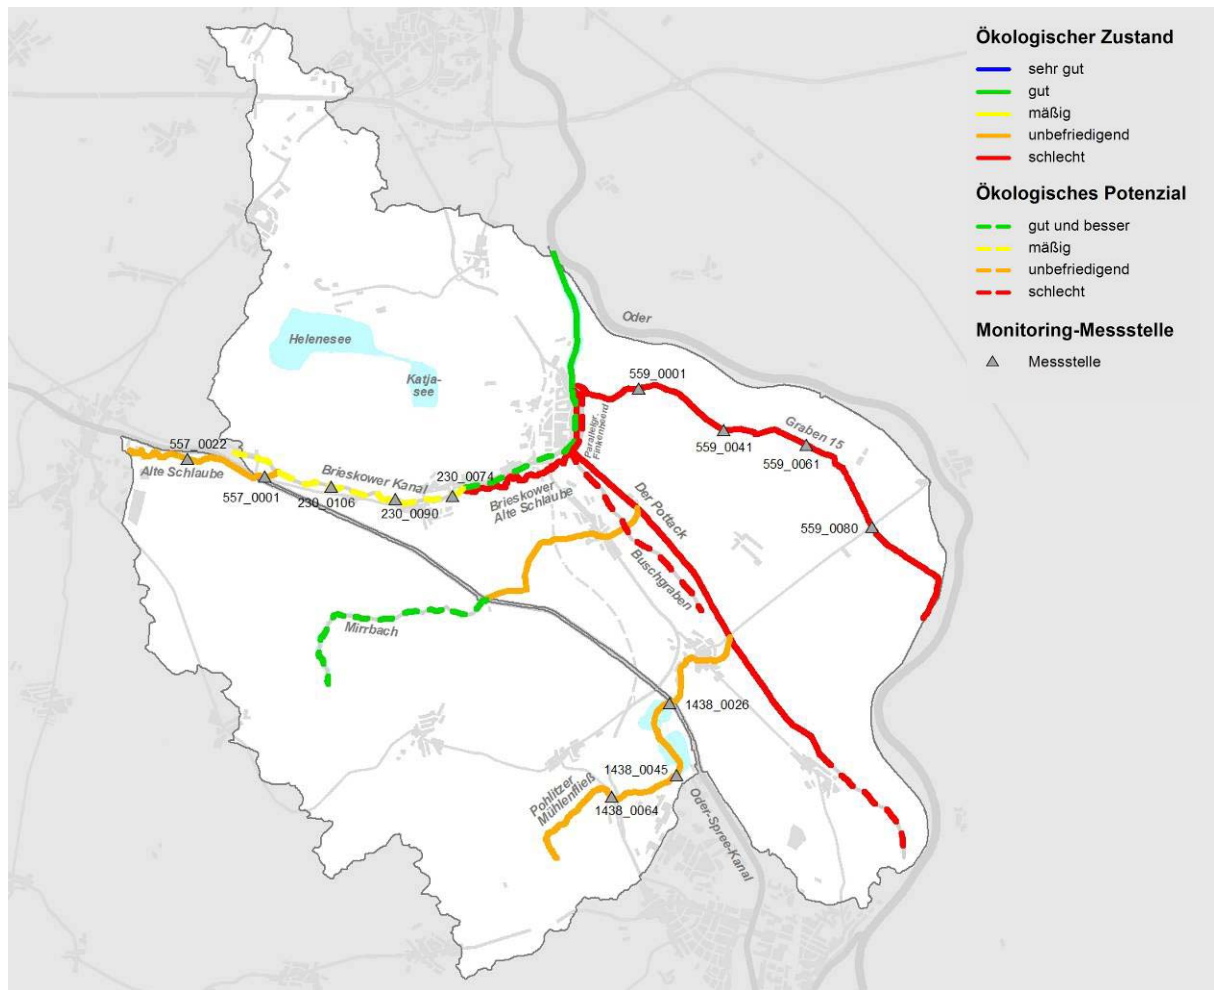 Ökologischer Zustand
sehr gut
gut
mäßig
unbefriedigend
schlecht
Ökologisches Potenzial
gut und besser
mäßig
unbefriedigend
schlecht
Monitoring-Messstelle
Messstelle
Oder
Helenesee
Katja-
see
559_0001
Parallelgr.
Finkenheerd
Graben 15
559_0041
559_0061
557_0022
Alte Schlaube
557_0001
Brieskower Kanal
230_0074
230_0106
230_0090
Brieskower
Alte Schlaube
Der Pottack
559_0080
Buschgraben
Mirrbach
1438_0026
1438_0045
Pohlitzer
Mühlenfließ
1438_0064
Oder-Spree-Kanal